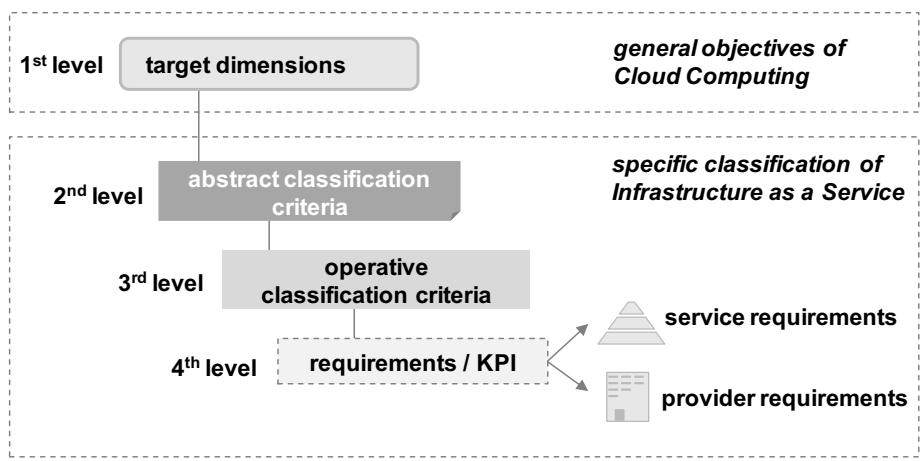 1st level
target dimensions
general objectives of
Cloud Computing
2nd level
abstract classification
criteria
specific classification of
Infrastructure as a Service
3rd level
operative
classification criteria
4th level
requirements / KPI
service requirements
provider requirements